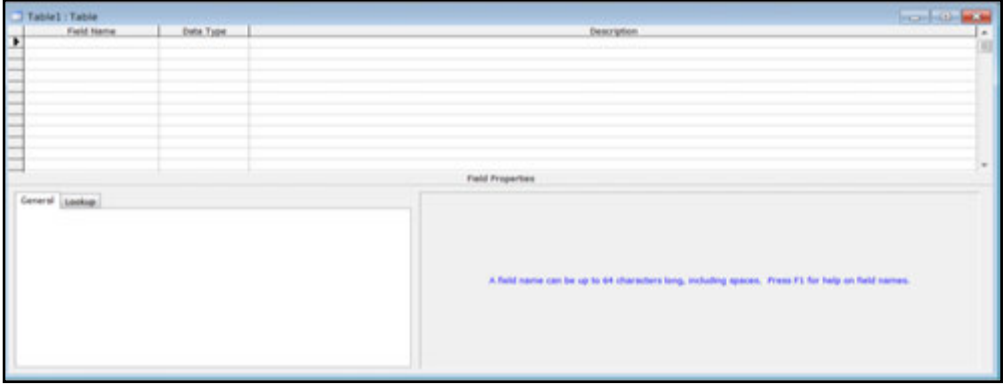 Table1 : Table
Field Name Data Type Description
Field Properties
General Lookup
A field name can be up to 64 characters long, including spaces. Press F1 for help on field names.